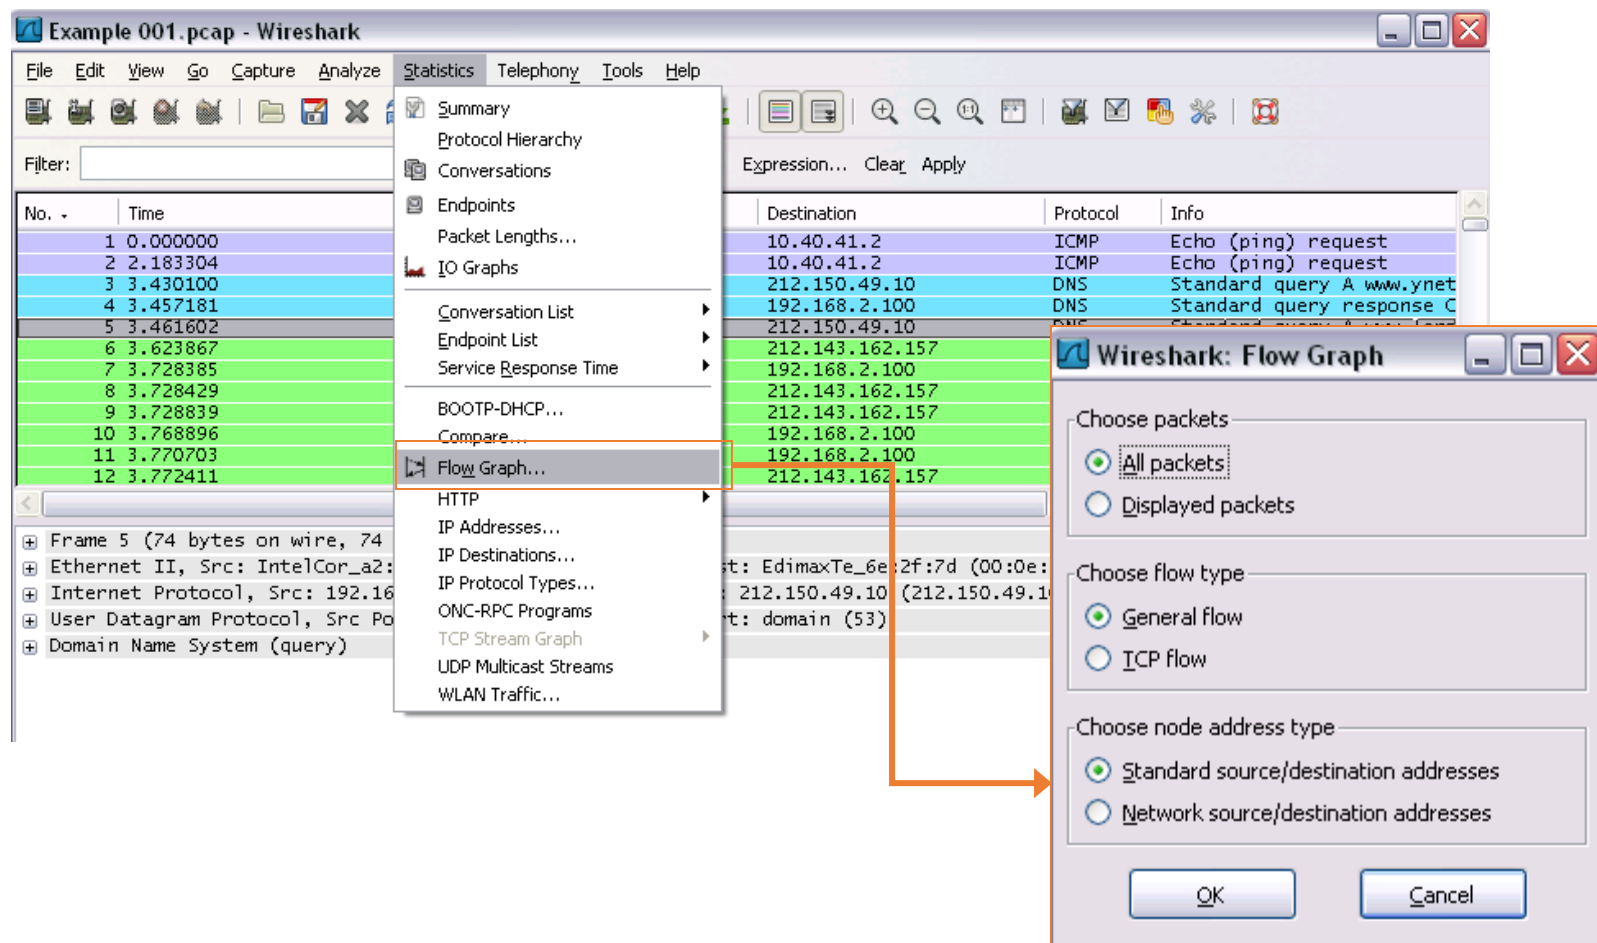 Example 001.pcap - Wireshark
File Edit View Go Capture Analyze Statistics Telephony Tools Help
Summary
Protocol Hierarchy
Conversations
Endpoints
Packet Lengths...
IO Graphs
Conversation List
Endpoint List
Service Response Time
BOOTP-DHCP...
Compare...
Flow Graph...
HTTP
IP Addresses...
IP Destinations...
IP Protocol Types...
ONC-RPC Programs
TCP Stream Graph
UDP Multicast Streams
WLAN Traffic...
Filter: Expression... Clear Apply
No. Time Destination Protocol Info
1 0.000000 10.40.41.2 ICMP Echo (ping) request
2 2.183304 10.40.41.2 ICMP Echo (ping) request
3 3.430100 212.150.49.10 DNS Standard query A www.ynet
4 3.457181 192.168.2.100 DNS Standard query response C
5 3.461602 212.150.49.10 DNS Standard query A
6 3.623867 212.143.162.157
7 3.728385 192.168.2.100
8 3.728429 212.143.162.157
9 3.728839 212.143.162.157
10 3.768896 192.168.2.100
11 3.770703 192.168.2.100
12 3.772411 212.143.162.157
Frame 5 (74 bytes on wire, 74
Ethernet II, Src: IntelCor_a2: st: EdimaxTe_6e:2f:7d (00:0e:
Internet Protocol, Src: 192.16 : 212.150.49.10 (212.150.49.1
User Datagram Protocol, Src Po rt: domain (53)
Domain Name System (query)
Wireshark: Flow Graph
Choose packets
All packets
Displayed packets
Choose flow type
General flow
TCP flow
Choose node address type
Standard source/destination addresses
Network source/destination addresses
OK Cancel